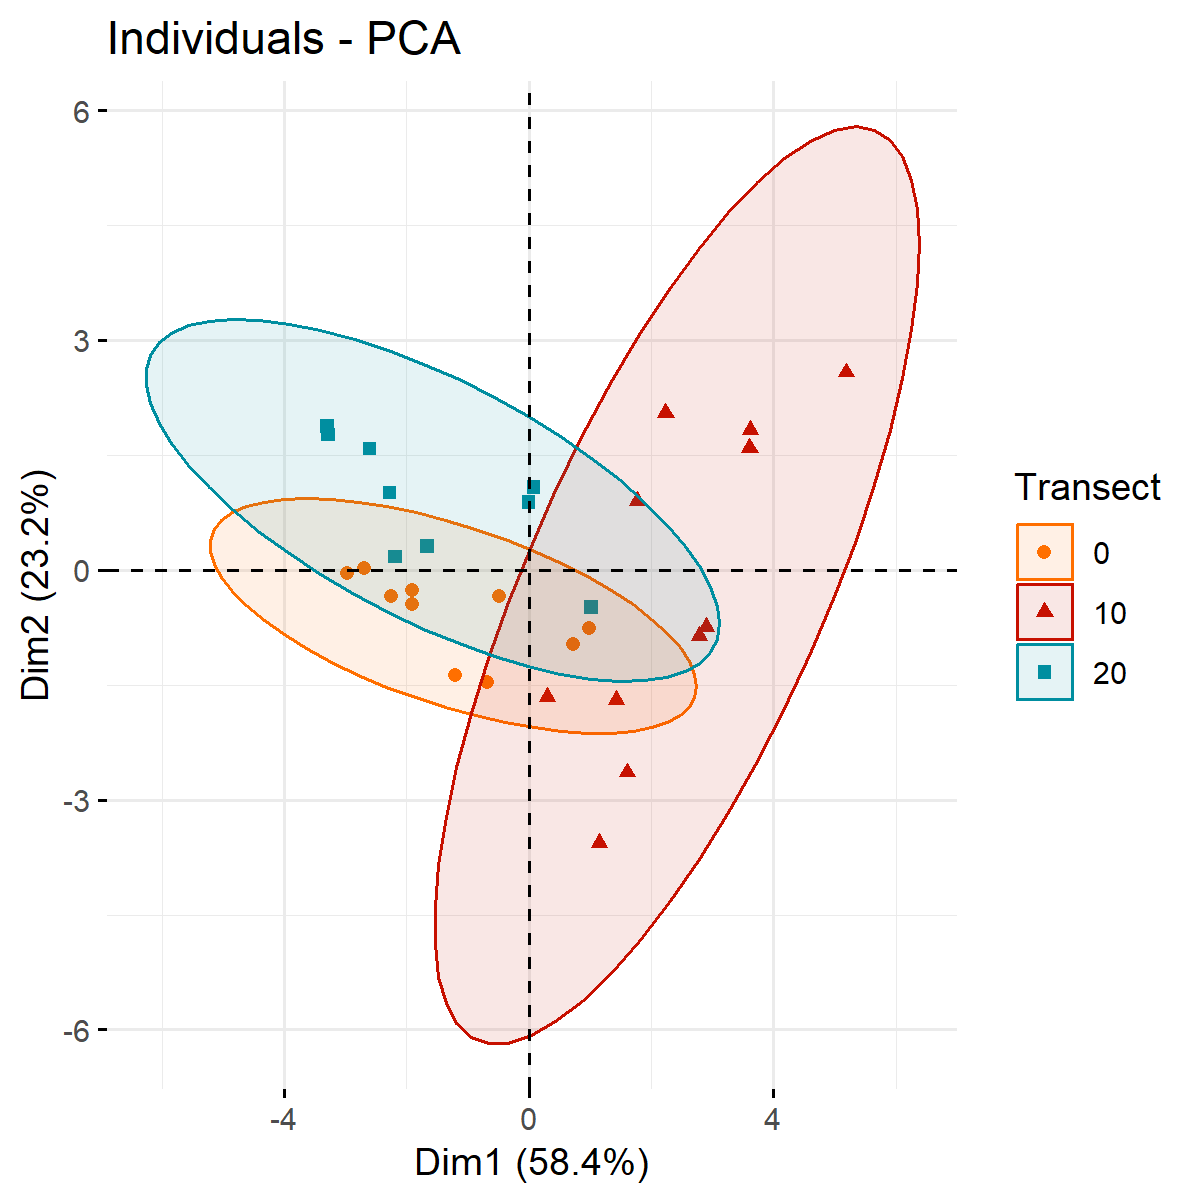 Individuals - PCA
6
3
0
-3
-6
Dim2 (23.2%)
-4
0
4
Dim1 (58.4%)
Transect
0
10
20